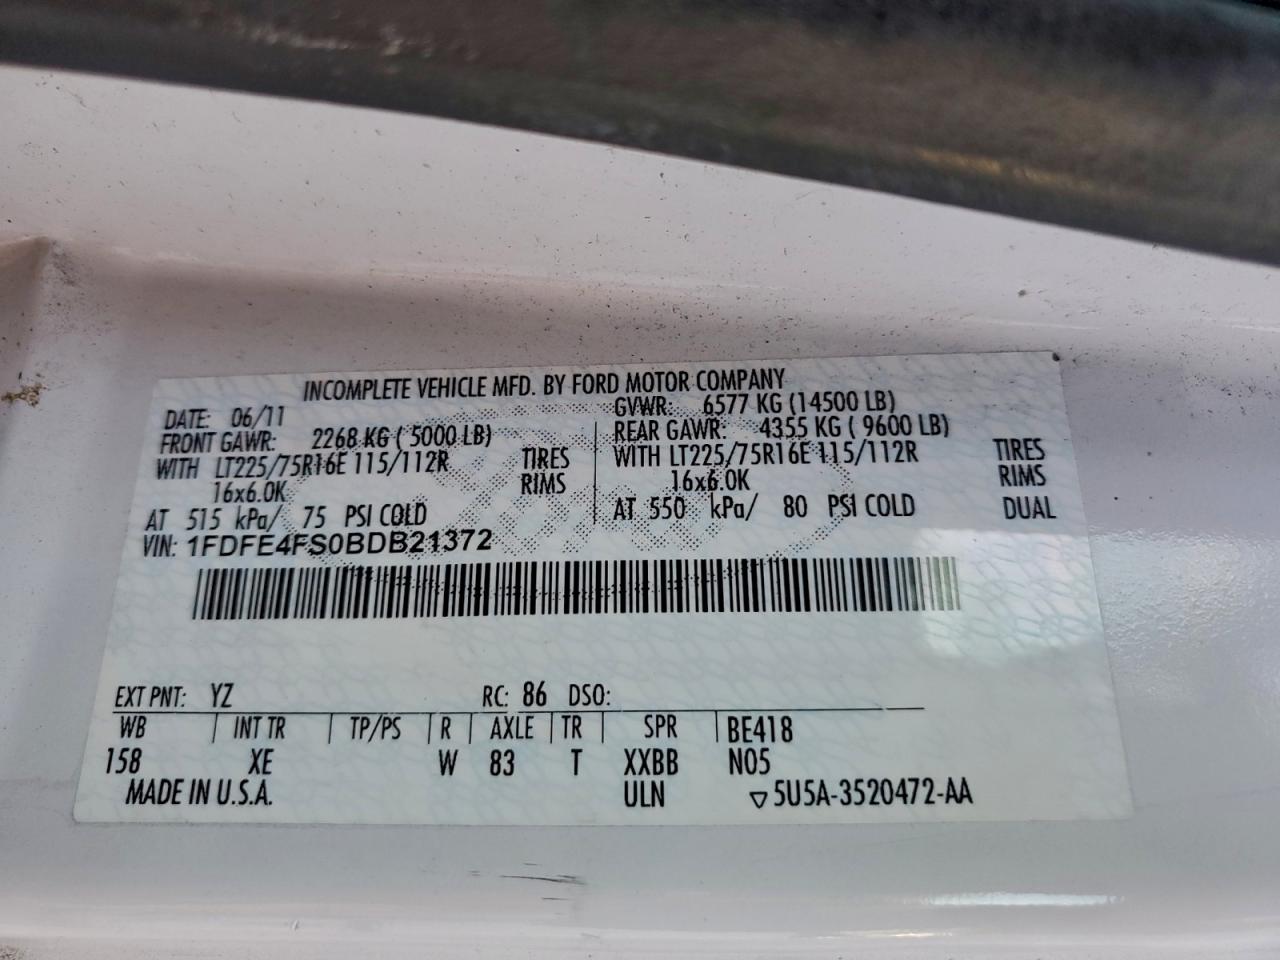 INCOMPLETE VEHICLE MFD. BY FORD MOTOR COMPANY
DATE: 06/11 GVWR: 6577 KG (14500 LB)
FRONT GAWR: 2268 KG ( 5000 LB) REAR GAWR: 4355 KG ( 9600 LB)
WITH LT225/75R16E 115/112R TIRES WITH LT225/75R16E 115/112R TIRES
16x6.0K RIMS 16x6.0K RIMS
AT 515 kPa/ 75 PSI COLD AT 550 kPa/ 80 PSI COLD DUAL
VIN: 1FDFE4FS0BDB21372
EXT PNT: YZ RC: 86 DSO:
WB INT TR TP/PS R AXLE TR SPR BE418
158 XE W 83 T XXBB N05
MADE IN U.S.A. ULN ▽5U5A-3520472-AA